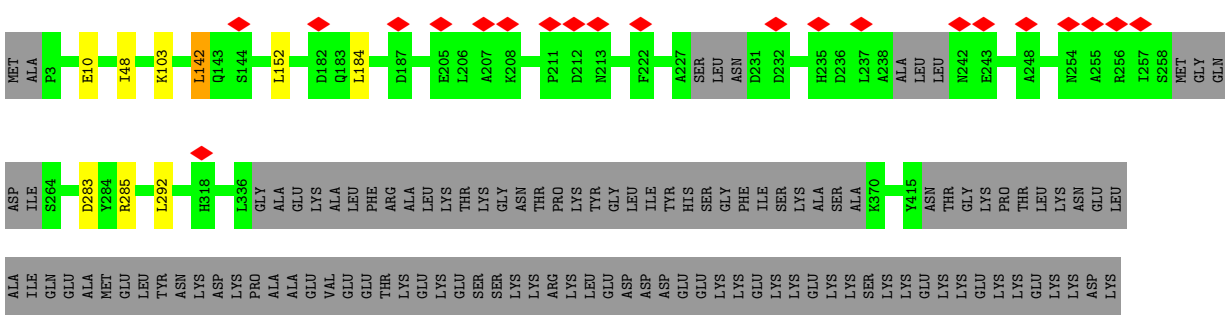 MET ALA P3 E10 I48 K103 L142 Q143 S144 L152 D182 Q183 L184 D187 E205 L206 A207 K208 P211 D212 N213 F222 A227 SER LEU ASN D231 D232 H235 D236 L237 A238 ALA LEU LEU N242 E243 A248 N254 A255 R256 I257 S258 MET GLY GLN
ASP ILE S264 D283 Y284 R285 L292 H318 L336 GLY ALA GLU LYS ALA LEU PHE ARG ALA LEU LYS THR LYS GLY ASN THR PRO LYS TYR GLY LEU ILE TYR HIS SER GLY PHE ILE SER LYS ALA SER ALA K370 Y415 ASN THR GLY LYS PRO THR LEU LYS ASN GLU LEU
ALA ILE GLN GLU ALA MET GLU LEU TYR ASN LYS ASP LYS PRO ALA ALA GLU VAL GLU GLU THR LYS GLU LYS GLU SER SER LYS LYS ARG LYS LEU GLU ASP ASP ASP GLU GLU LYS LYS GLU LYS LYS GLU LYS LYS SER LYS LYS GLU LYS LYS GLU LYS LYS GLU LYS LYS ASP LYS